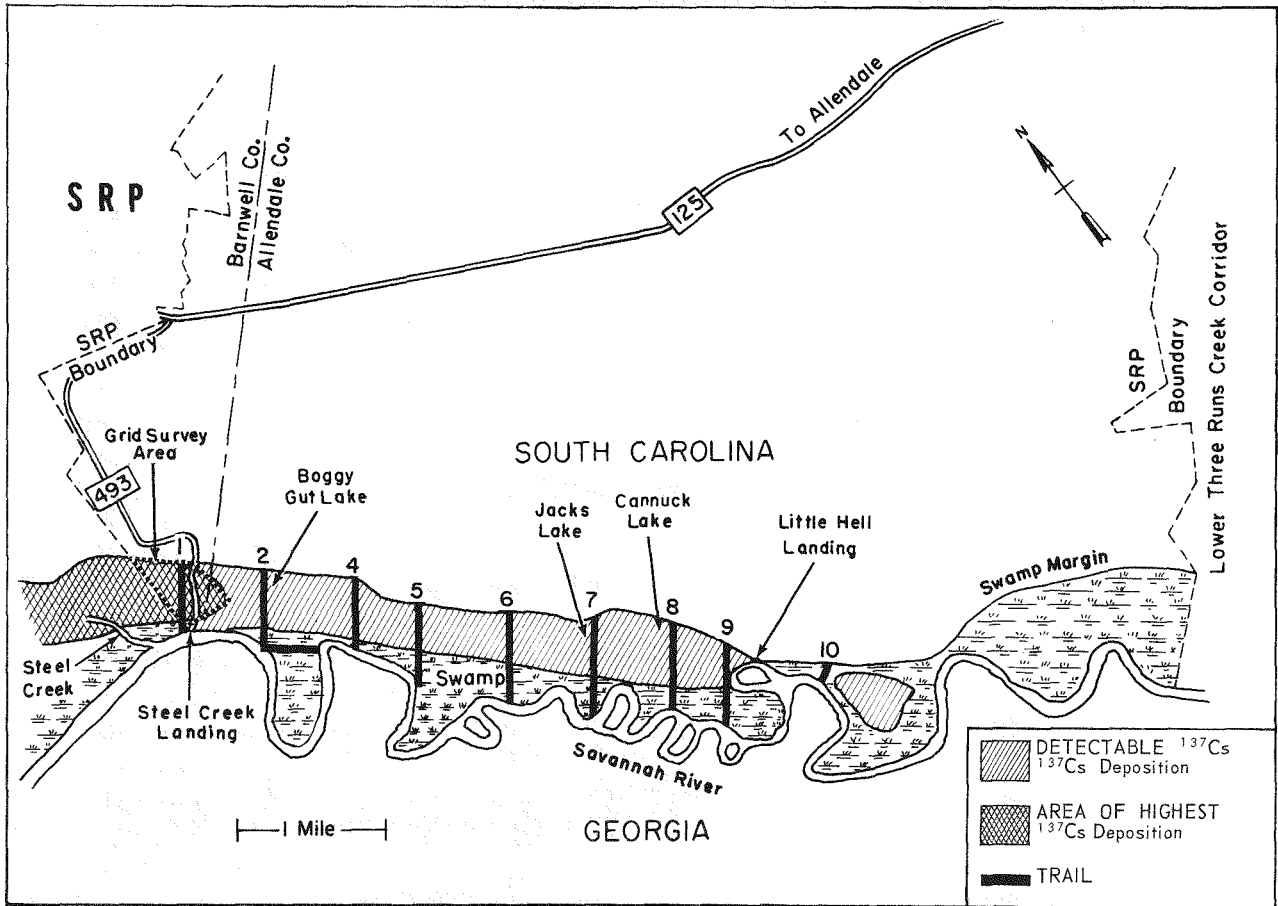 To Allendale
N
SRP
Barnwell Co.
Allendale Co.
125
SRP
Boundary
SRP
Boundary
Lower Three Runs Creek Corridor
Grid Survey
Area
493
SOUTH CAROLINA
Boggy
Gut Lake
Jacks
Lake
Cannuck
Lake
Little Hell
Landing
Swamp Margin
1
2
4
5
6
7
8
9
10
Steel
Creek
Swamp
Steel Creek
Landing
Savannah River
1 Mile
GEORGIA
DETECTABLE ¹³⁷Cs
¹³⁷Cs Deposition
AREA OF HIGHEST
¹³⁷Cs Deposition
TRAIL